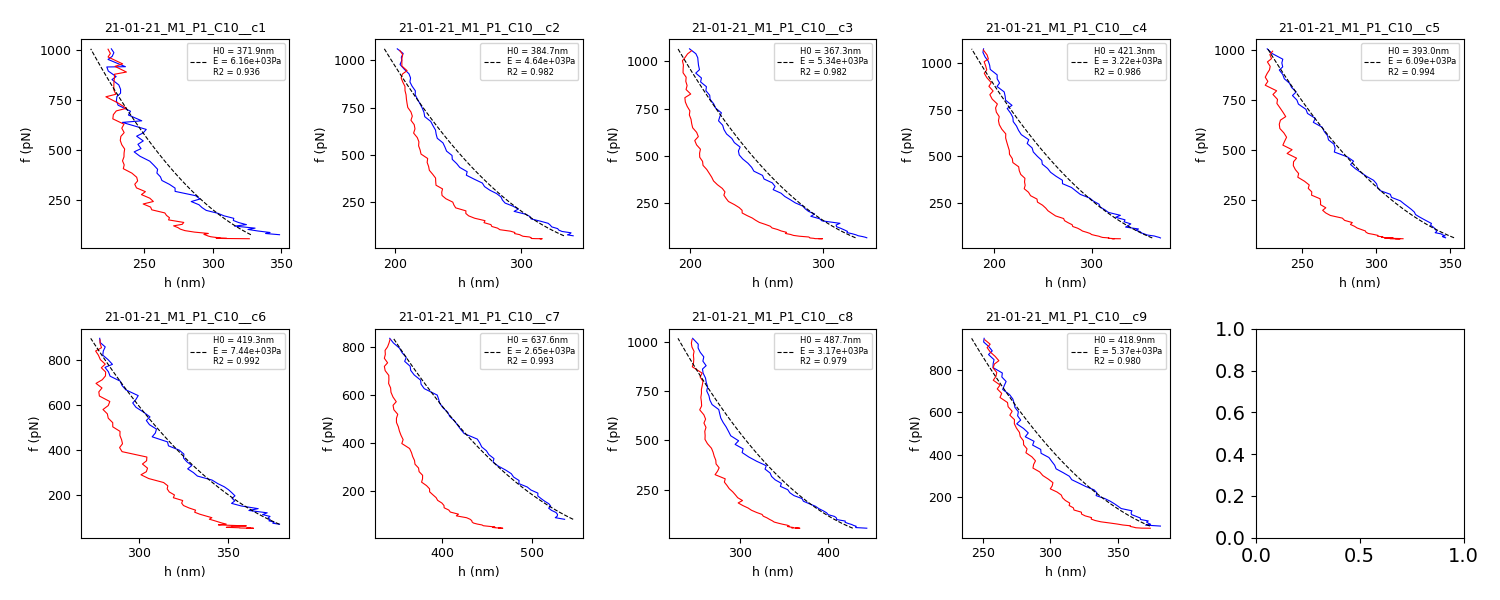 21-01-21_M1_P1_C10__c1
H0 = 371.9nm
E = 6.16e+03Pa
R2 = 0.936
1000
750
500
250
f (pN)
250 300 350
h (nm)
21-01-21_M1_P1_C10__c2
H0 = 384.7nm
E = 4.64e+03Pa
R2 = 0.982
1000
750
500
250
f (pN)
200 300
h (nm)
21-01-21_M1_P1_C10__c3
H0 = 367.3nm
E = 5.34e+03Pa
R2 = 0.982
1000
750
500
250
f (pN)
200 300
h (nm)
21-01-21_M1_P1_C10__c4
H0 = 421.3nm
E = 3.22e+03Pa
R2 = 0.986
1000
750
500
250
f (pN)
200 300
h (nm)
21-01-21_M1_P1_C10__c5
H0 = 393.0nm
E = 6.09e+03Pa
R2 = 0.994
1000
750
500
250
f (pN)
250 300 350
h (nm)
21-01-21_M1_P1_C10__c6
H0 = 419.3nm
E = 7.44e+03Pa
R2 = 0.992
800
600
400
200
f (pN)
300 350
h (nm)
21-01-21_M1_P1_C10__c7
H0 = 637.6nm
E = 2.65e+03Pa
R2 = 0.993
800
600
400
200
f (pN)
400 500
h (nm)
21-01-21_M1_P1_C10__c8
H0 = 487.7nm
E = 3.17e+03Pa
R2 = 0.979
1000
750
500
250
f (pN)
300 400
h (nm)
21-01-21_M1_P1_C10__c9
H0 = 418.9nm
E = 5.37e+03Pa
R2 = 0.980
800
600
400
200
f (pN)
250 300 350
h (nm)
1.0
0.8
0.6
0.4
0.2
0.0
0.0 0.5 1.0